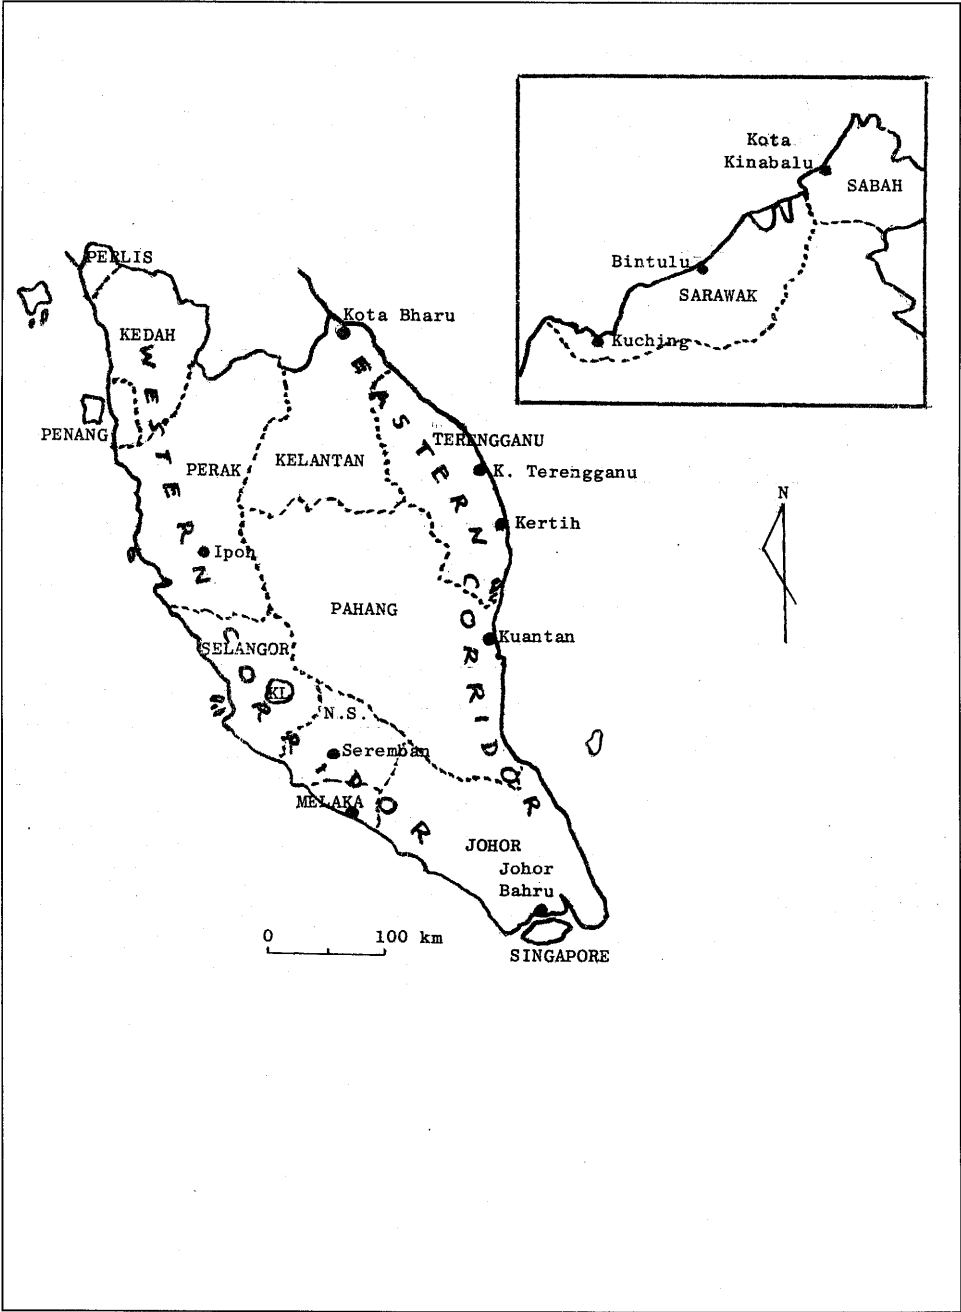 Kota
Kinabalu
SABAH
Bintulu
SARAWAK
Kuching
PERLIS
KEDAH
Kota Bharu
PENANG
PERAK
KELANTAN
TERENGGANU
K. Terengganu
Kertih
N
Ipoh
PAHANG
Kuantan
SELANGOR
KL
N.S.
Seremban
MELAKA
JOHOR
Johor
Bahru
SINGAPORE
0 100 km
WESTERN CORRIDOR
EASTERN CORRIDOR